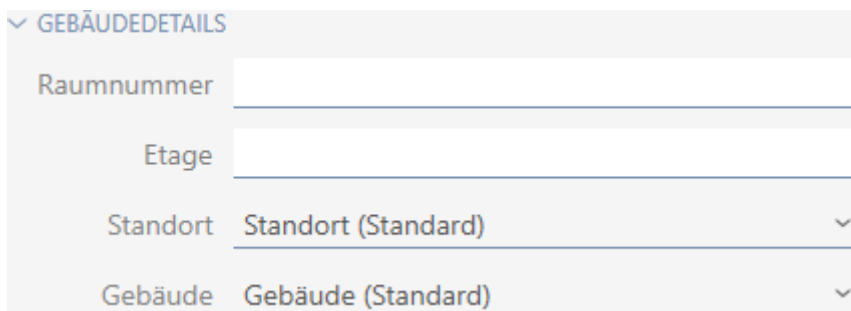 GEBÄUDEDETAILS
Raumnummer
Etage
Standort Standort (Standard)
Gebäude Gebäude (Standard)